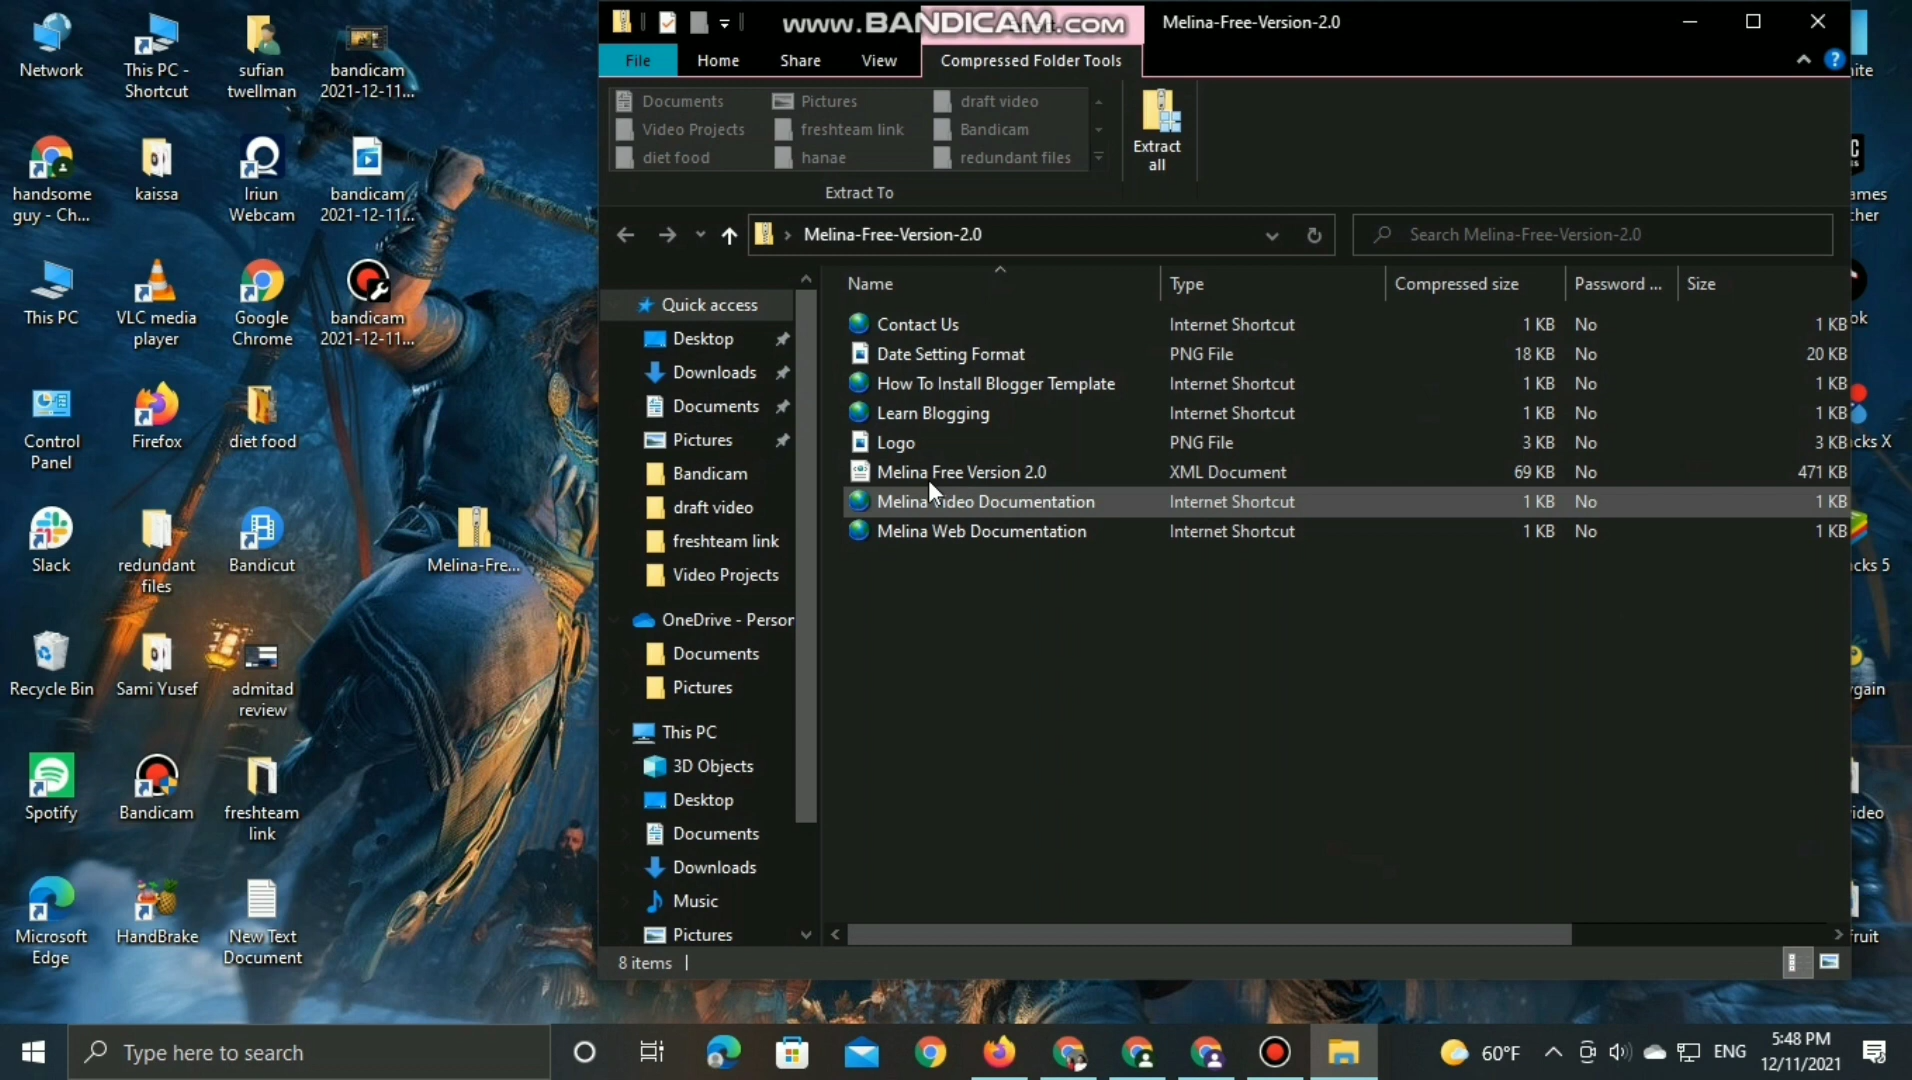 www.BANDICAM.com
Melina-Free-Version-2.0
File
Home
Share
View
Compressed Folder Tools
Documents
Pictures
draft video
Video Projects
freshteam link
Bandicam
diet food
hanae
redundant files
Extract To
Extract
all
Melina-Free-Version-2.0
Search Melina-Free-Version-2.0
Name
Type
Compressed size
Password ...
Size
Contact Us
Internet Shortcut
1 KB
No
1 KB
Date Setting Format
PNG File
18 KB
No
20 KB
How To Install Blogger Template
Internet Shortcut
1 KB
No
1 KB
Learn Blogging
Internet Shortcut
1 KB
No
1 KB
Logo
PNG File
3 KB
No
3 KB
Melina Free Version 2.0
XML Document
69 KB
No
471 KB
Melina Video Documentation
Internet Shortcut
1 KB
No
1 KB
Melina Web Documentation
Internet Shortcut
1 KB
No
1 KB
Quick access
Desktop
Downloads
Documents
Pictures
Bandicam
draft video
freshteam link
Video Projects
OneDrive - Person
Documents
Pictures
This PC
3D Objects
Desktop
Documents
Downloads
Music
Pictures
8 items
Network
This PC -
Shortcut
sufian
twellman
bandicam
2021-12-11...
handsome
guy - Ch...
kaissa
Iriun
Webcam
bandicam
2021-12-11...
This PC
VLC media
player
Google
Chrome
bandicam
2021-12-11...
Control
Panel
Firefox
diet food
Slack
redundant
files
Bandicut
Melina-Fre...
Recycle Bin
Sami Yusef
admitad
review
Spotify
Bandicam
freshteam
link
Microsoft
Edge
HandBrake
New Text
Document
ite
ames
cher
ok
cks X
cks 5
gain
ideo
fruit
Type here to search
60°F
ENG
5:48 PM
12/11/2021